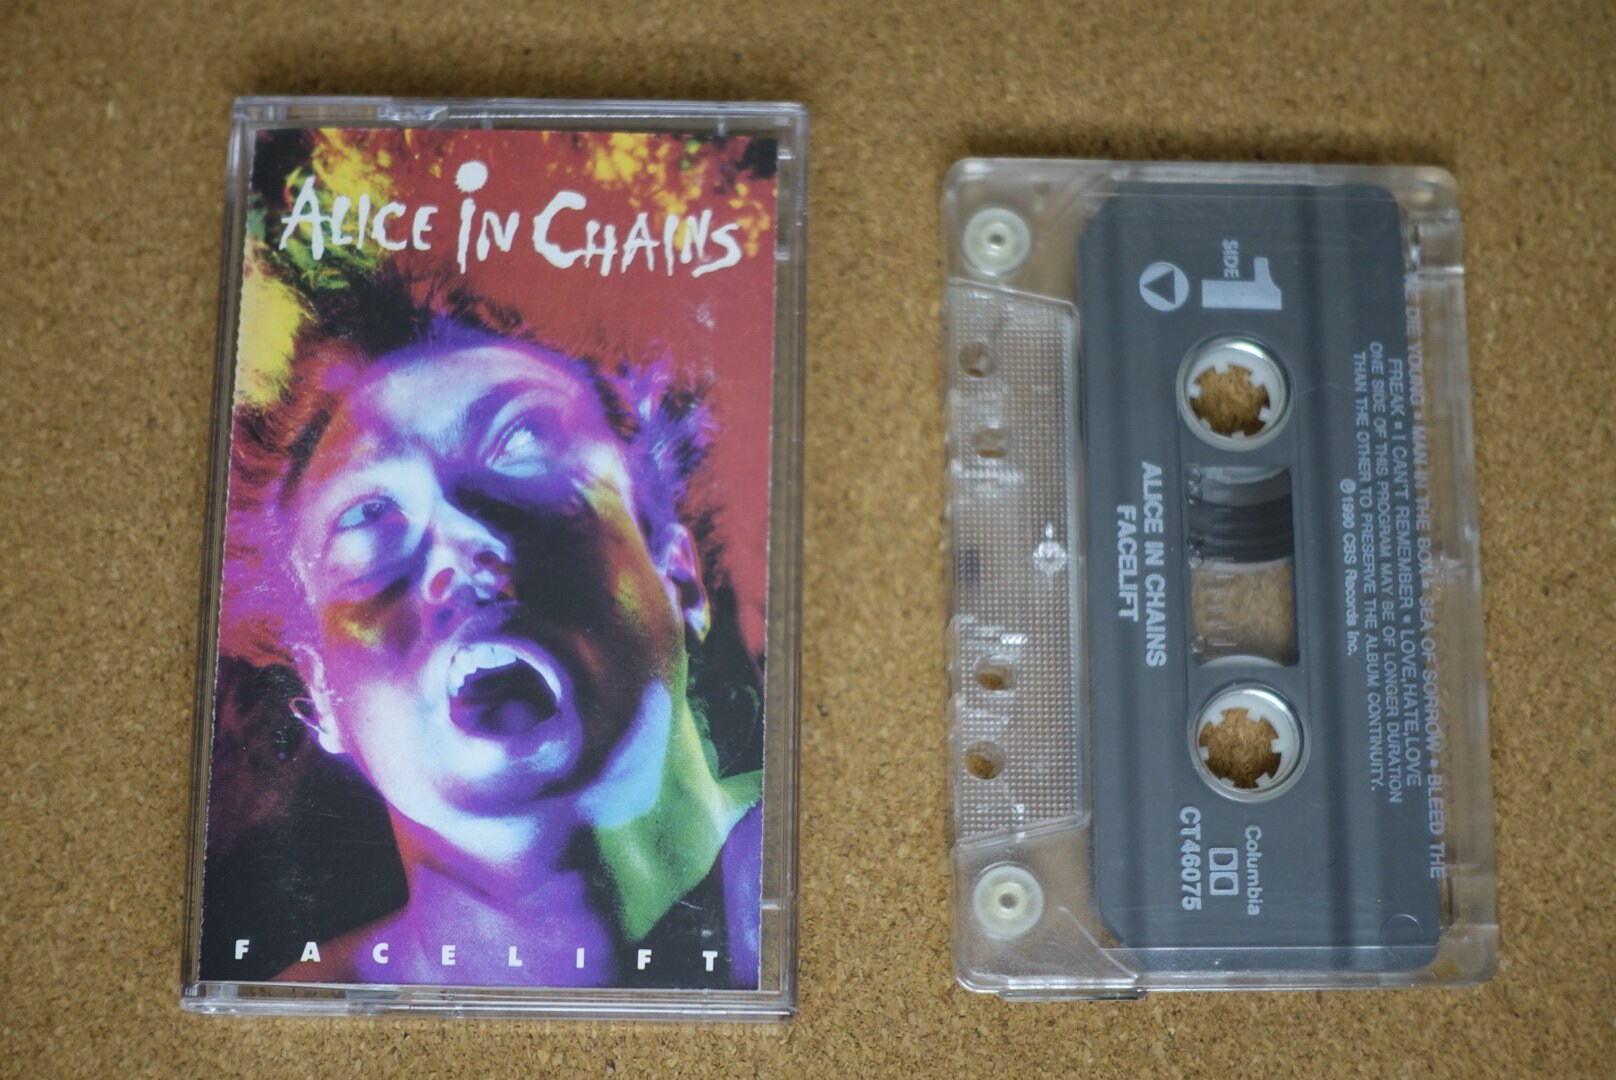 ALICE IN CHAINS
FACELIFT
SIDE 1
ALICE IN CHAINS
FACELIFT
DIE YOUNG • MAN IN THE BOX • SEA OF SORROW • BLEED THE
FREAK • I CAN'T REMEMBER • LOVE, HATE, LOVE
ONE SIDE OF THIS PROGRAM MAY BE OF LONGER DURATION
THAN THE OTHER TO PRESERVE THE ALBUM CONTINUITY.
℗1990 CBS Records Inc.
Columbia
CT46075